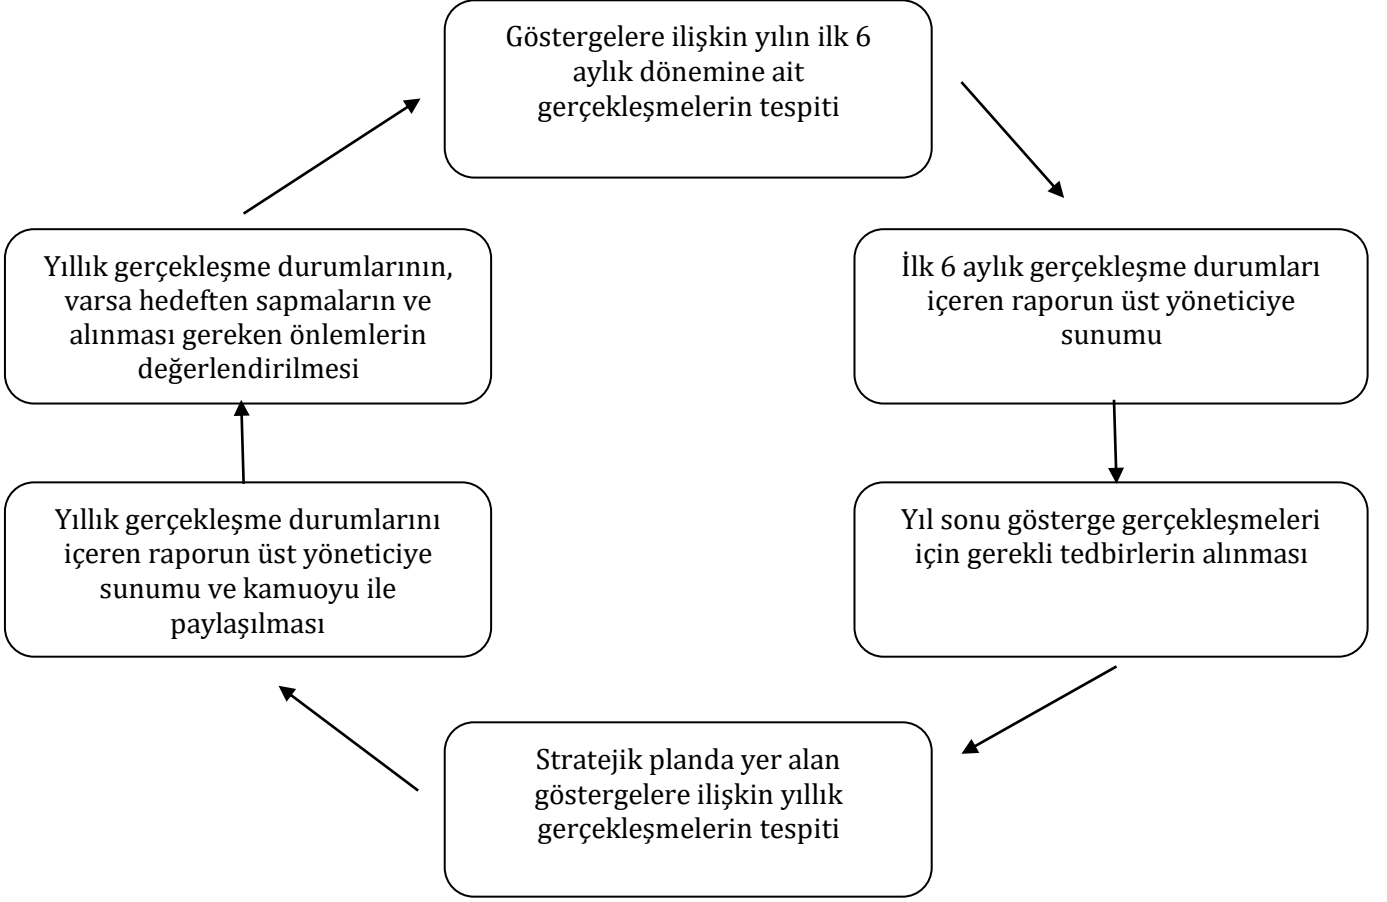 Göstergelere ilişkin yılın ilk 6
aylık dönemine ait
gerçekleşmelerin tespiti
İlk 6 aylık gerçekleşme durumları
içeren raporun üst yöneticiye
sunumu
Yıl sonu gösterge gerçekleşmeleri
için gerekli tedbirlerin alınması
Stratejik planda yer alan
göstergelere ilişkin yıllık
gerçekleşmelerin tespiti
Yıllık gerçekleşme durumlarını
içeren raporun üst yöneticiye
sunumu ve kamuoyu ile
paylaşılması
Yıllık gerçekleşme durumlarının,
varsa hedeften sapmaların ve
alınması gereken önlemlerin
değerlendirilmesi